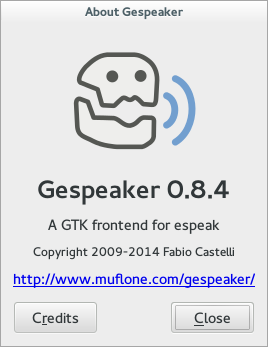 About Gespeaker
Gespeaker 0.8.4
A GTK frontend for espeak
Copyright 2009-2014 Fabio Castelli
http://www.muflone.com/gespeaker/
Credits
Close